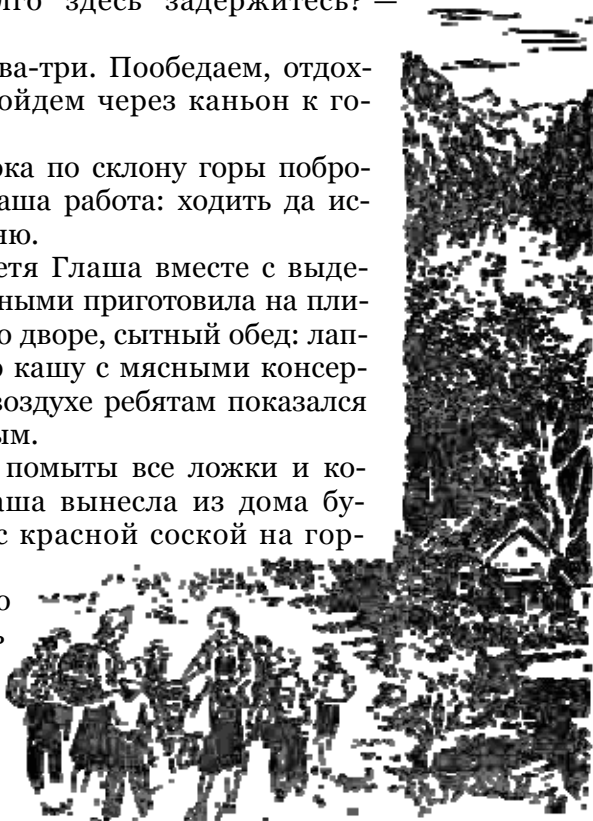 здесь задержитесь? —
ва-три. Пообедаем, отдох-
ойдем через каньон к го-
ока по склону горы побро-
аша работа: ходить да ис-
ню.
етя Глаша вместе с выде-
ными приготовила на пли-
о дворе, сытный обед: лап-
о кашу с мясными консер-
воздухе ребятам показался
ым.
помыты все ложки и ко-
аша вынесла из дома бу-
с красной соской на гор-
о
ь